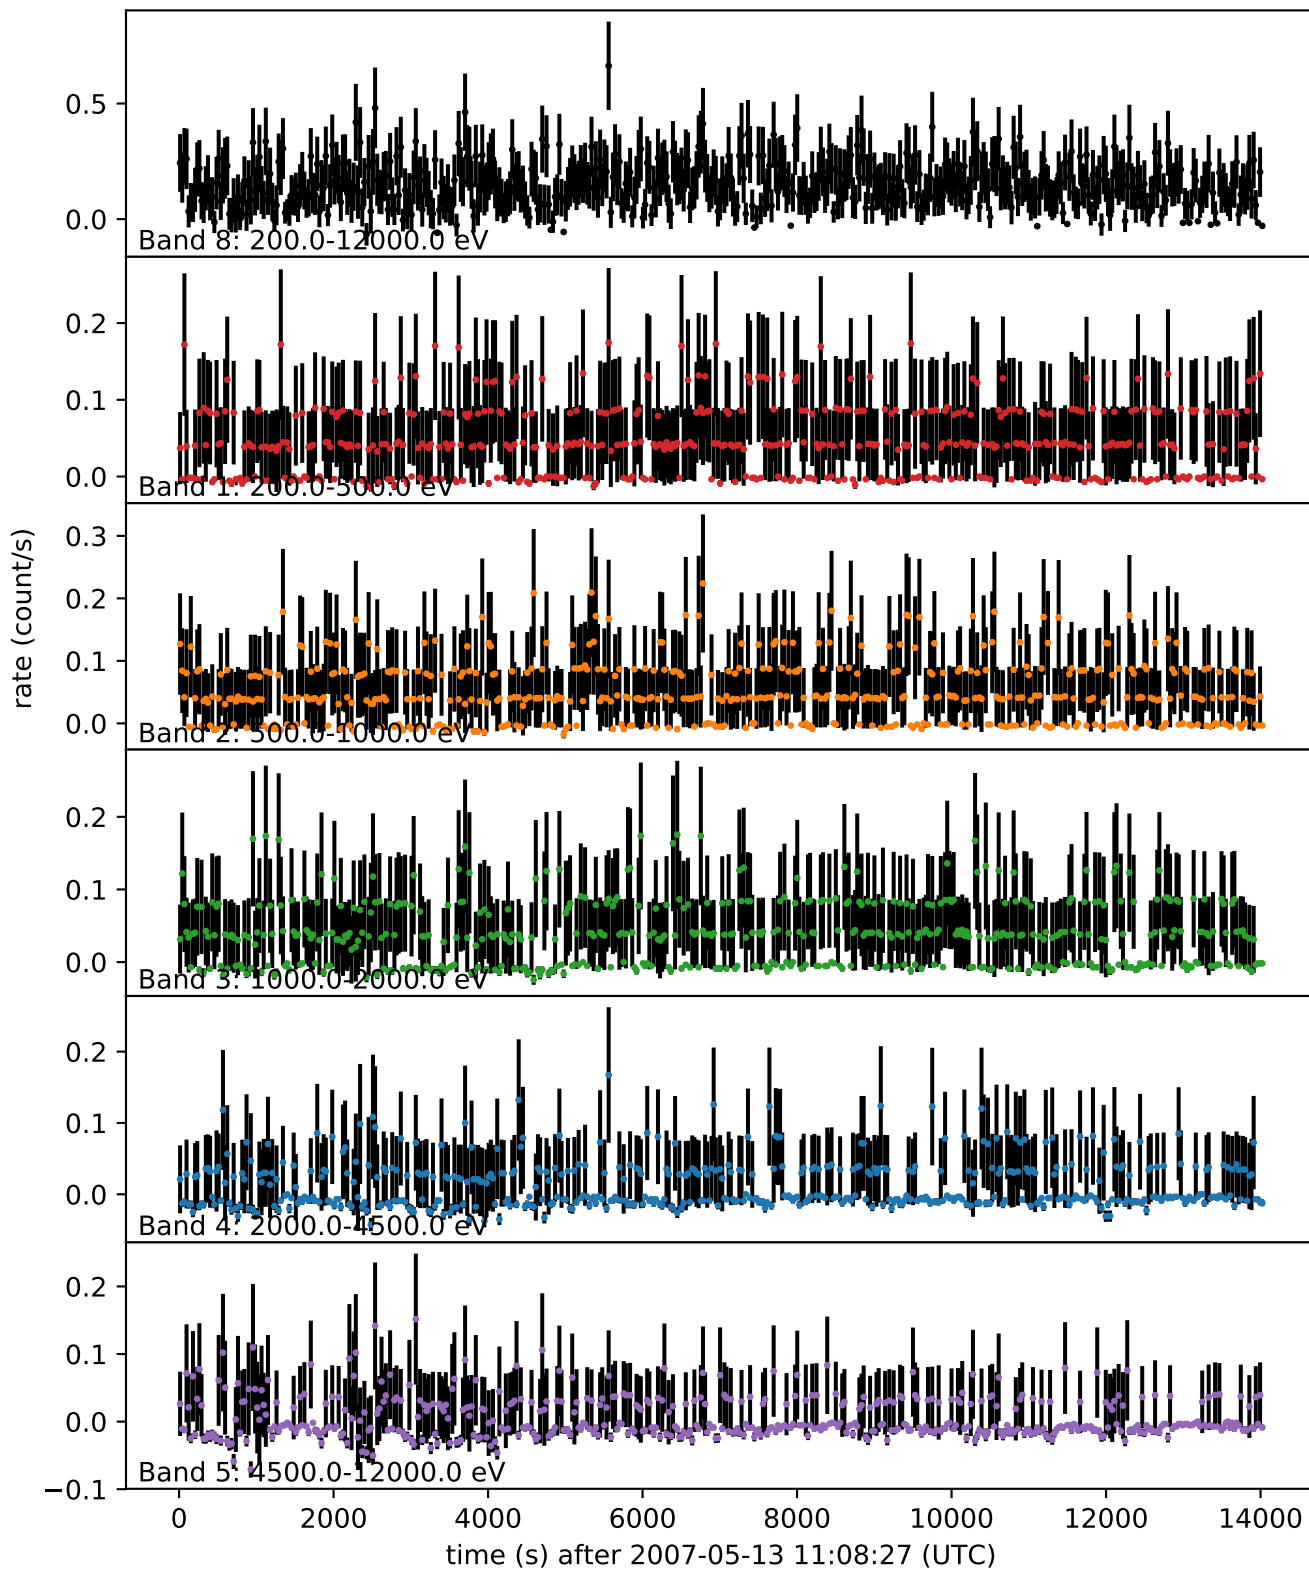 0.5
0.0
Band 8: 200.0-12000.0 eV
0.2
0.1
0.0
Band 1: 200.0-500.0 eV
0.3
0.2
0.1
0.0
Band 2: 500.0-1000.0 eV
rate (count/s)
0.2
0.1
0.0
Band 3: 1000.0-2000.0 eV
0.2
0.1
0.0
Band 4: 2000.0-4500.0 eV
0.2
0.1
0.0
−0.1
Band 5: 4500.0-12000.0 eV
0 2000 4000 6000 8000 10000 12000 14000
time (s) after 2007-05-13 11:08:27 (UTC)